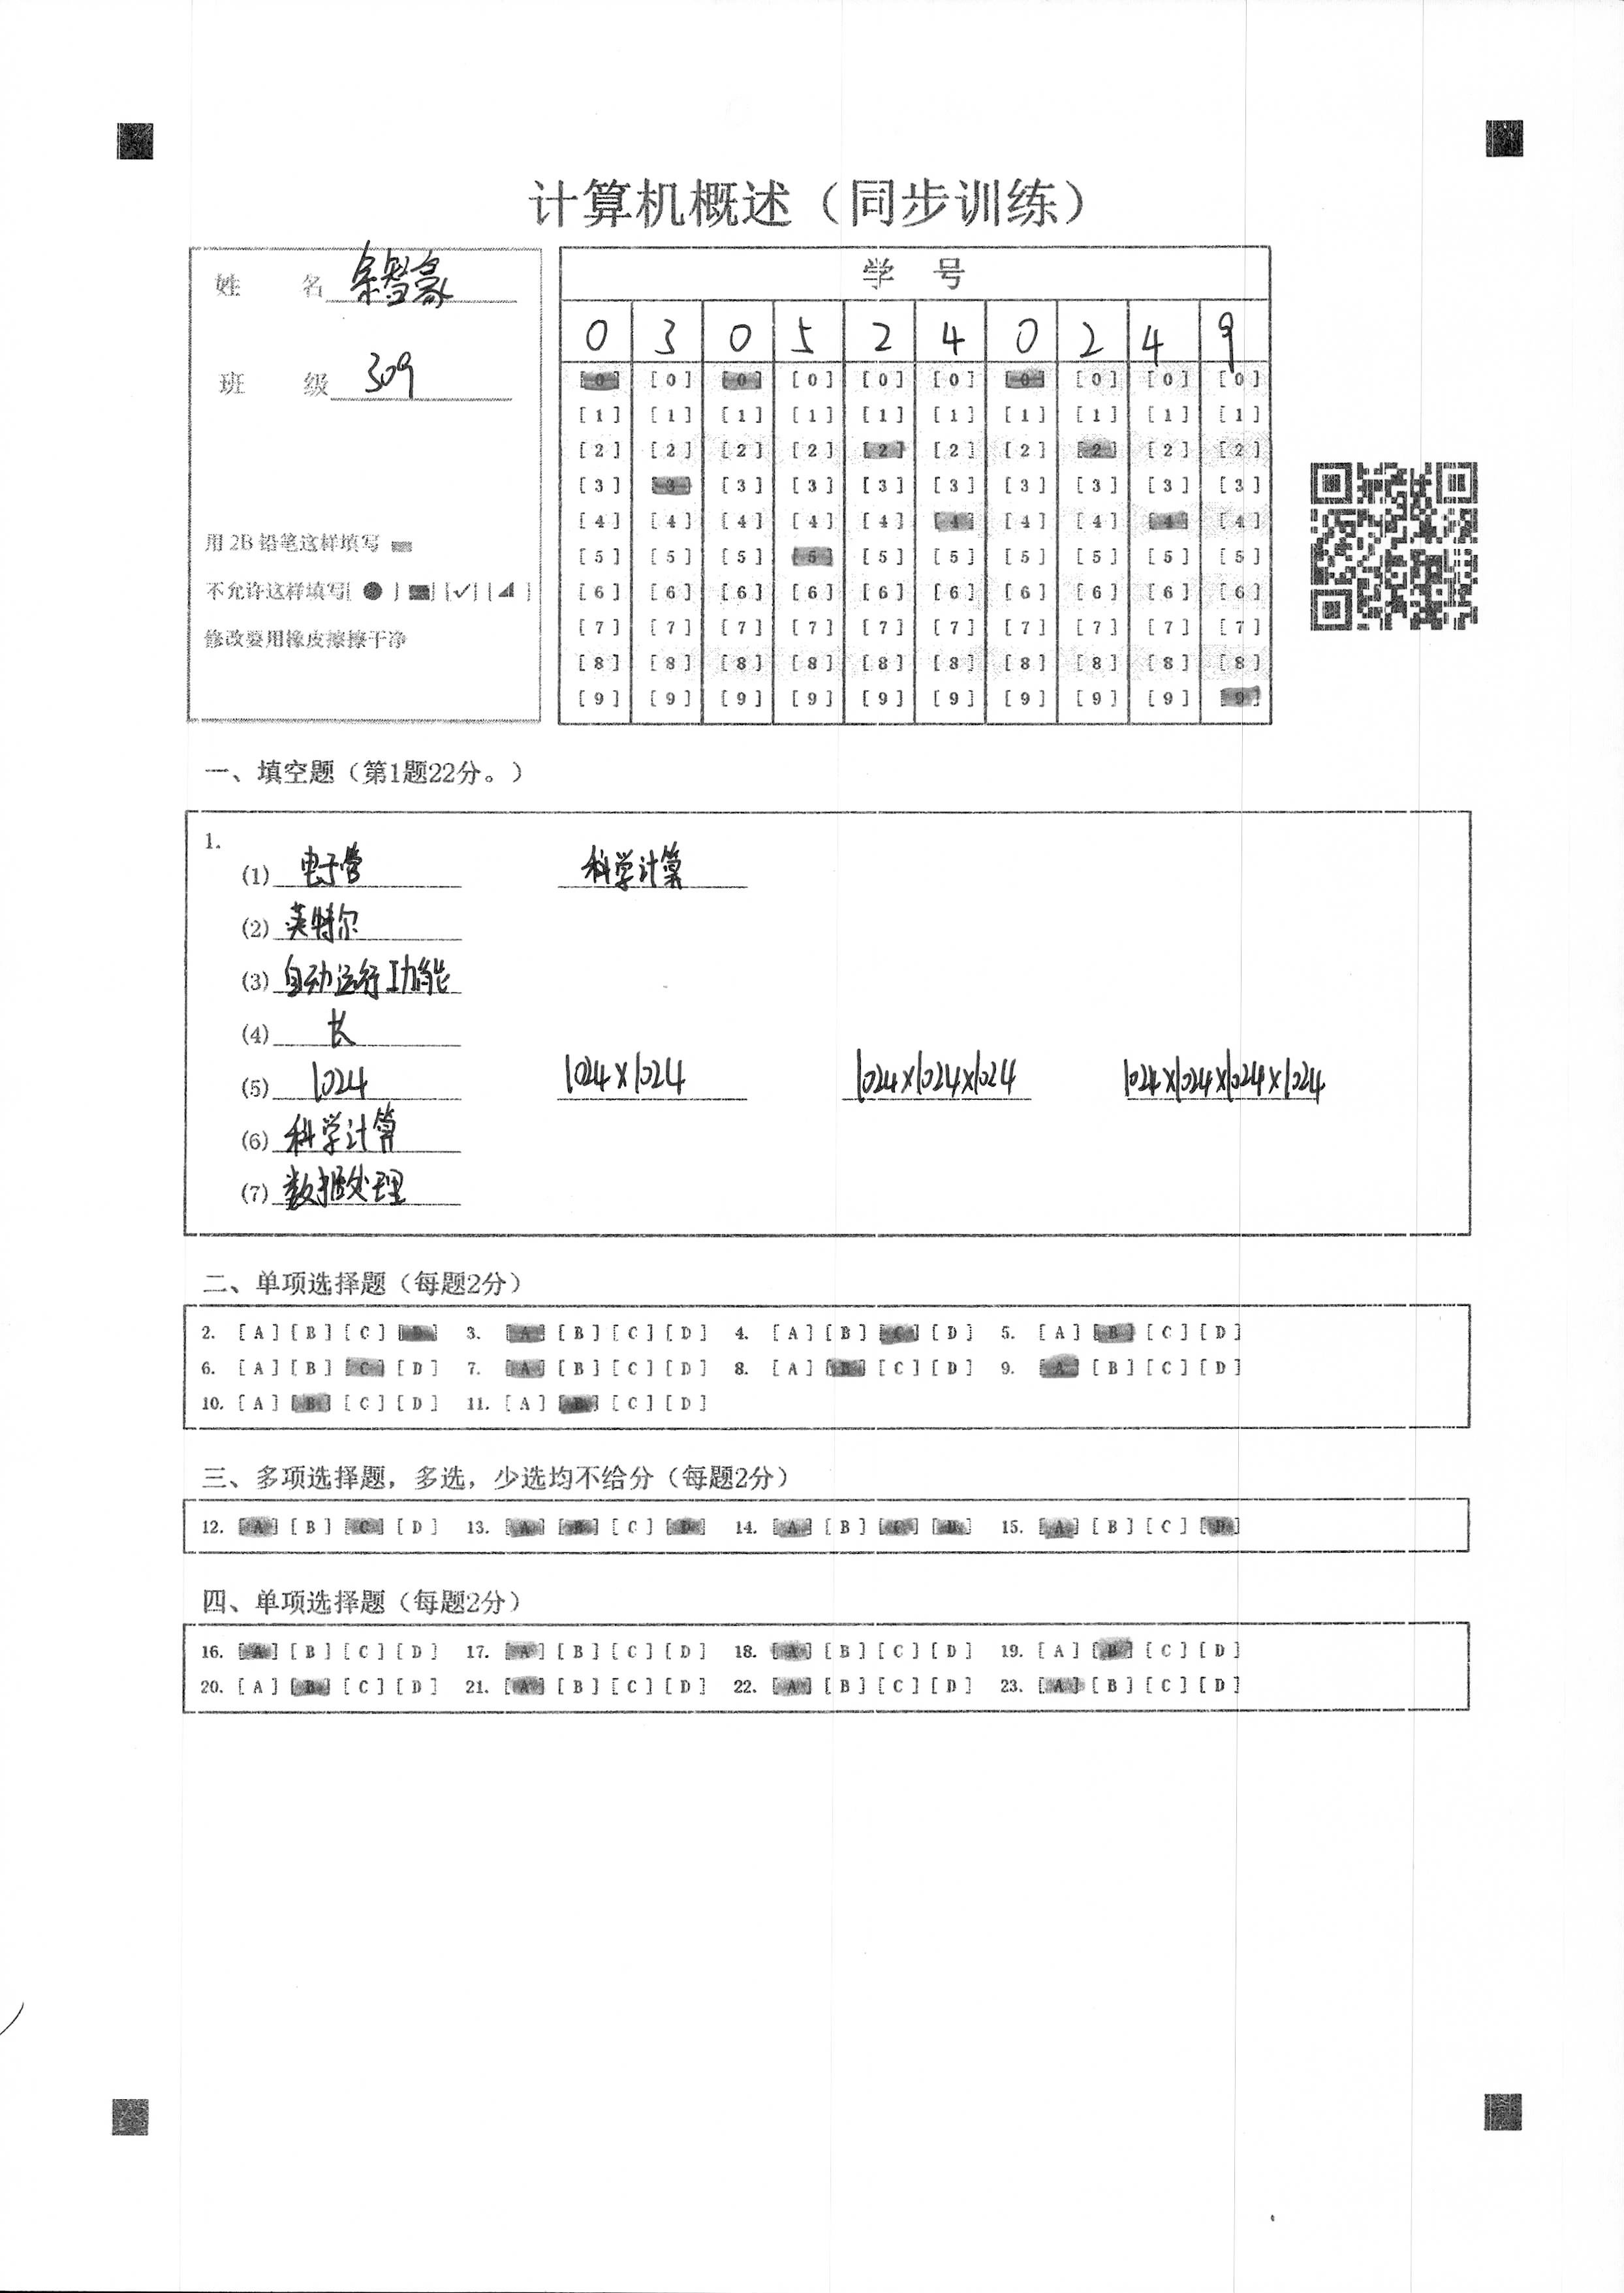 计算机概述（同步训练）
姓 名 余智豪
班 级 309
用 2B 铅笔这样填写
不允许这样填写[ ● ] [■] [✓] [◢ ]
修改要用橡皮擦擦干净
学 号
0 3 0 5 2 4 0 2 4 9
[0] [0] [0] [0] [0] [0] [0] [0] [0] [0]
[1] [1] [1] [1] [1] [1] [1] [1] [1] [1]
[2] [2] [2] [2] [2] [2] [2] [2] [2] [2]
[3] [3] [3] [3] [3] [3] [3] [3] [3] [3]
[4] [4] [4] [4] [4] [4] [4] [4] [4] [4]
[5] [5] [5] [5] [5] [5] [5] [5] [5] [5]
[6] [6] [6] [6] [6] [6] [6] [6] [6] [6]
[7] [7] [7] [7] [7] [7] [7] [7] [7] [7]
[8] [8] [8] [8] [8] [8] [8] [8] [8] [8]
[9] [9] [9] [9] [9] [9] [9] [9] [9] [9]
一、填空题（第1题22分。）
1.
(1) 电子管 科学计算
(2) 英特尔
(3) 自动运行功能
(4) 长
(5) 1024 1024×1024 1024×1024×1024 1024×1024×1024×1024
(6) 科学计算
(7) 数据处理
二、单项选择题（每题2分）
2. [A] [B] [C] [D] 3. [A] [B] [C] [D] 4. [A] [B] [C] [D] 5. [A] [B] [C] [D]
6. [A] [B] [C] [D] 7. [A] [B] [C] [D] 8. [A] [B] [C] [D] 9. [A] [B] [C] [D]
10. [A] [B] [C] [D] 11. [A] [B] [C] [D]
三、多项选择题，多选，少选均不给分（每题2分）
12. [A] [B] [C] [D] 13. [A] [B] [C] [D] 14. [A] [B] [C] [D] 15. [A] [B] [C] [D]
四、单项选择题（每题2分）
16. [A] [B] [C] [D] 17. [A] [B] [C] [D] 18. [A] [B] [C] [D] 19. [A] [B] [C] [D]
20. [A] [B] [C] [D] 21. [A] [B] [C] [D] 22. [A] [B] [C] [D] 23. [A] [B] [C] [D]